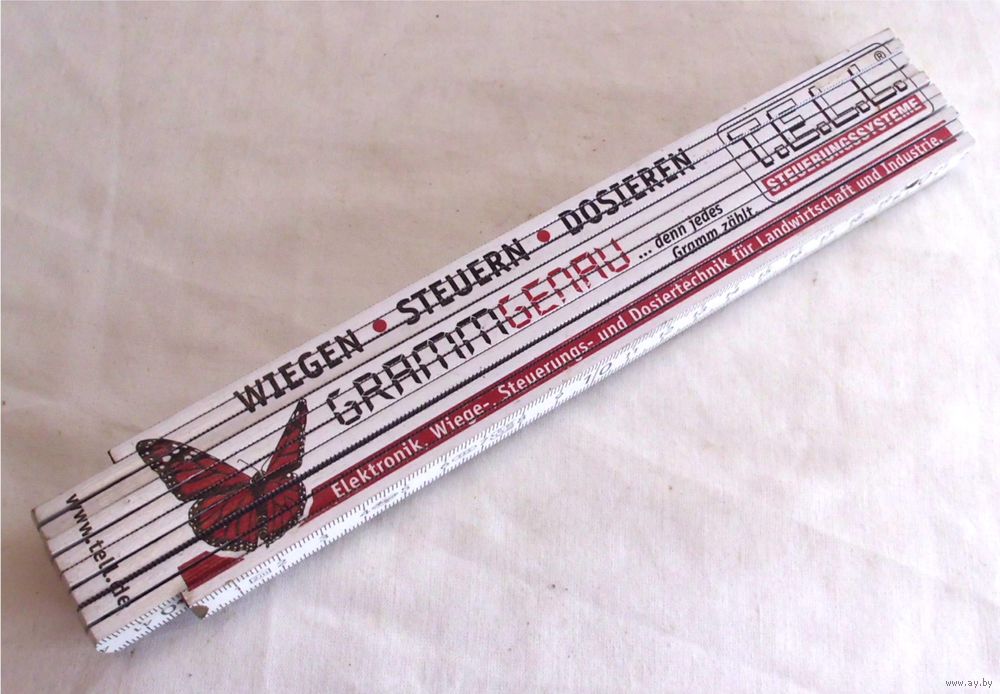 WIEGEN • STEUERN • DOSIEREN
GRAMMGENAU ... denn jedes
Gramm zählt.
T.E.L.L.®
STEUERUNGSSYSTEME
Elektronik, Wiege-, Steuerungs- und Dosiertechnik für Landwirtschaft und Industrie.
www.tell.de
www.ay.by